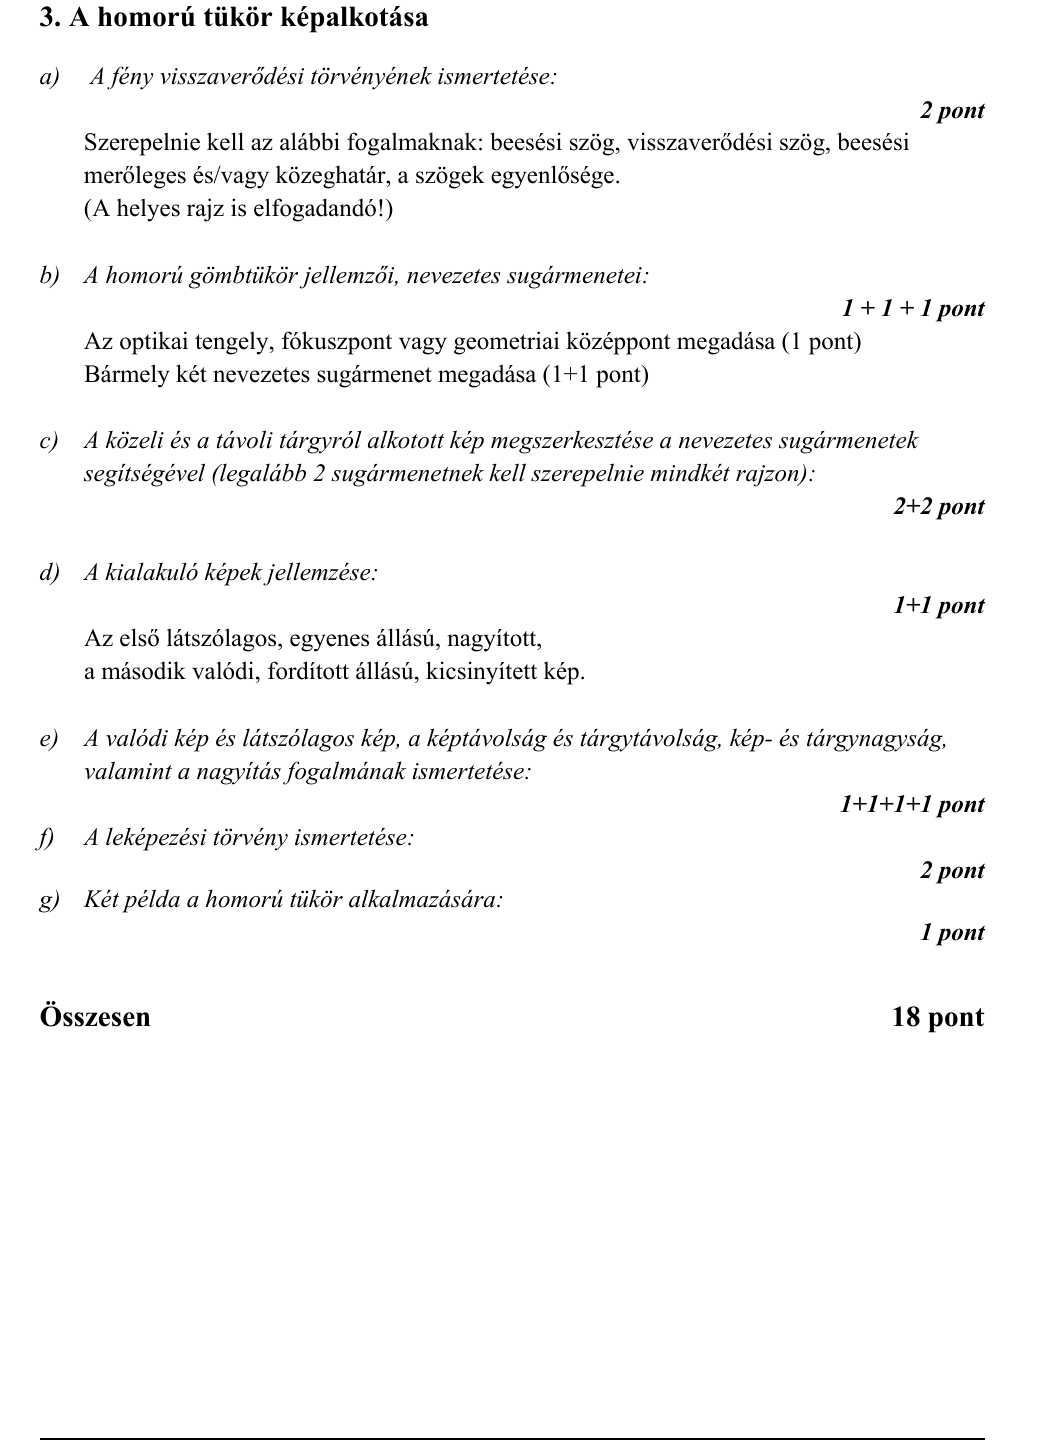 3. A homorú tükör képalkotása
a) A fény visszaverődési törvényének ismertetése:
2 pont
Szerepelnie kell az alábbi fogalmaknak: beesési szög, visszaverődési szög, beesési
merőleges és/vagy közeghatár, a szögek egyenlősége.
(A helyes rajz is elfogadandó!)
b) A homorú gömbtükör jellemzői, nevezetes sugármenetei:
1 + 1 + 1 pont
Az optikai tengely, fókuszpont vagy geometriai középpont megadása (1 pont)
Bármely két nevezetes sugármenet megadása (1+1 pont)
c) A közeli és a távoli tárgyról alkotott kép megszerkesztése a nevezetes sugármenetek
segítségével (legalább 2 sugármenetnek kell szerepelnie mindkét rajzon):
2+2 pont
d) A kialakuló képek jellemzése:
1+1 pont
Az első látszólagos, egyenes állású, nagyított,
a második valódi, fordított állású, kicsinyített kép.
e) A valódi kép és látszólagos kép, a képtávolság és tárgytávolság, kép- és tárgynagyság,
valamint a nagyítás fogalmának ismertetése:
1+1+1+1 pont
f) A leképezési törvény ismertetése:
2 pont
g) Két példa a homorú tükör alkalmazására:
1 pont
Összesen 18 pont